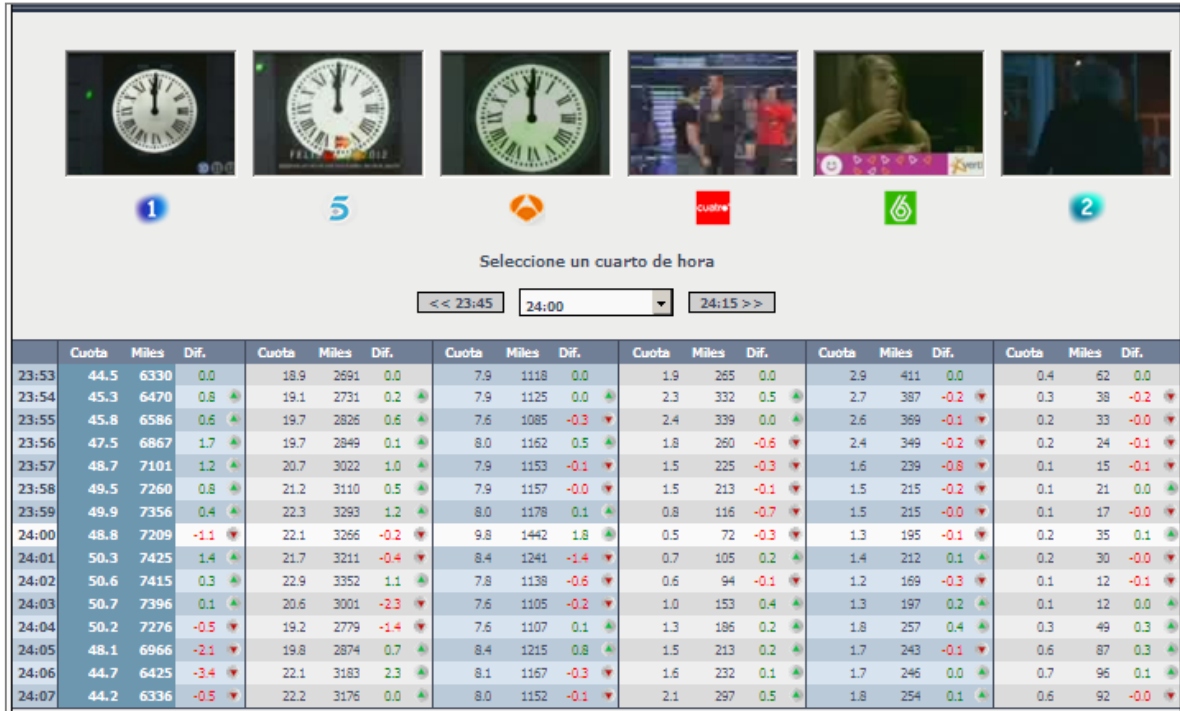 FELIZ 2012
verti
1 5 cuatro 6 2
Seleccione un cuarto de hora
<< 23:45 24:00 24:15 >>
Cuota Miles Dif. Cuota Miles Dif. Cuota Miles Dif. Cuota Miles Dif. Cuota Miles Dif. Cuota Miles Dif.
23:53 44.5 6330 0.0 18.9 2691 0.0 7.9 1118 0.0 1.9 265 0.0 2.9 411 0.0 0.4 62 0.0
23:54 45.3 6470 0.8 19.1 2731 0.2 7.9 1125 0.0 2.3 332 0.5 2.7 387 -0.2 0.3 38 -0.2
23:55 45.8 6586 0.6 19.7 2826 0.6 7.6 1085 -0.3 2.4 339 0.0 2.6 369 -0.1 0.2 33 -0.0
23:56 47.5 6867 1.7 19.7 2849 0.1 8.0 1162 0.5 1.8 260 -0.6 2.4 349 -0.2 0.2 24 -0.1
23:57 48.7 7101 1.2 20.7 3022 1.0 7.9 1153 -0.1 1.5 225 -0.3 1.6 239 -0.8 0.1 15 -0.1
23:58 49.5 7260 0.8 21.2 3110 0.5 7.9 1157 -0.0 1.5 213 -0.1 1.5 215 -0.2 0.1 21 0.0
23:59 49.9 7356 0.4 22.3 3293 1.2 8.0 1178 0.1 0.8 116 -0.7 1.5 215 -0.0 0.1 17 -0.0
24:00 48.8 7209 -1.1 22.1 3266 -0.2 9.8 1442 1.8 0.5 72 -0.3 1.3 195 -0.1 0.2 35 0.1
24:01 50.3 7425 1.4 21.7 3211 -0.4 8.4 1241 -1.4 0.7 105 0.2 1.4 212 0.1 0.2 30 -0.0
24:02 50.6 7415 0.3 22.9 3352 1.1 7.8 1138 -0.6 0.6 94 -0.1 1.2 169 -0.3 0.1 12 -0.1
24:03 50.7 7396 0.1 20.6 3001 -2.3 7.6 1105 -0.2 1.0 153 0.4 1.3 197 0.2 0.1 12 0.0
24:04 50.2 7276 -0.5 19.2 2779 -1.4 7.6 1107 0.1 1.3 186 0.2 1.8 257 0.4 0.3 49 0.3
24:05 48.1 6966 -2.1 19.8 2874 0.7 8.4 1215 0.8 1.5 213 0.2 1.7 243 -0.1 0.6 87 0.3
24:06 44.7 6425 -3.4 22.1 3183 2.3 8.1 1167 -0.3 1.6 232 0.1 1.7 246 0.0 0.7 96 0.1
24:07 44.2 6336 -0.5 22.2 3176 0.0 8.0 1152 -0.1 2.1 297 0.5 1.8 254 0.1 0.6 92 -0.0